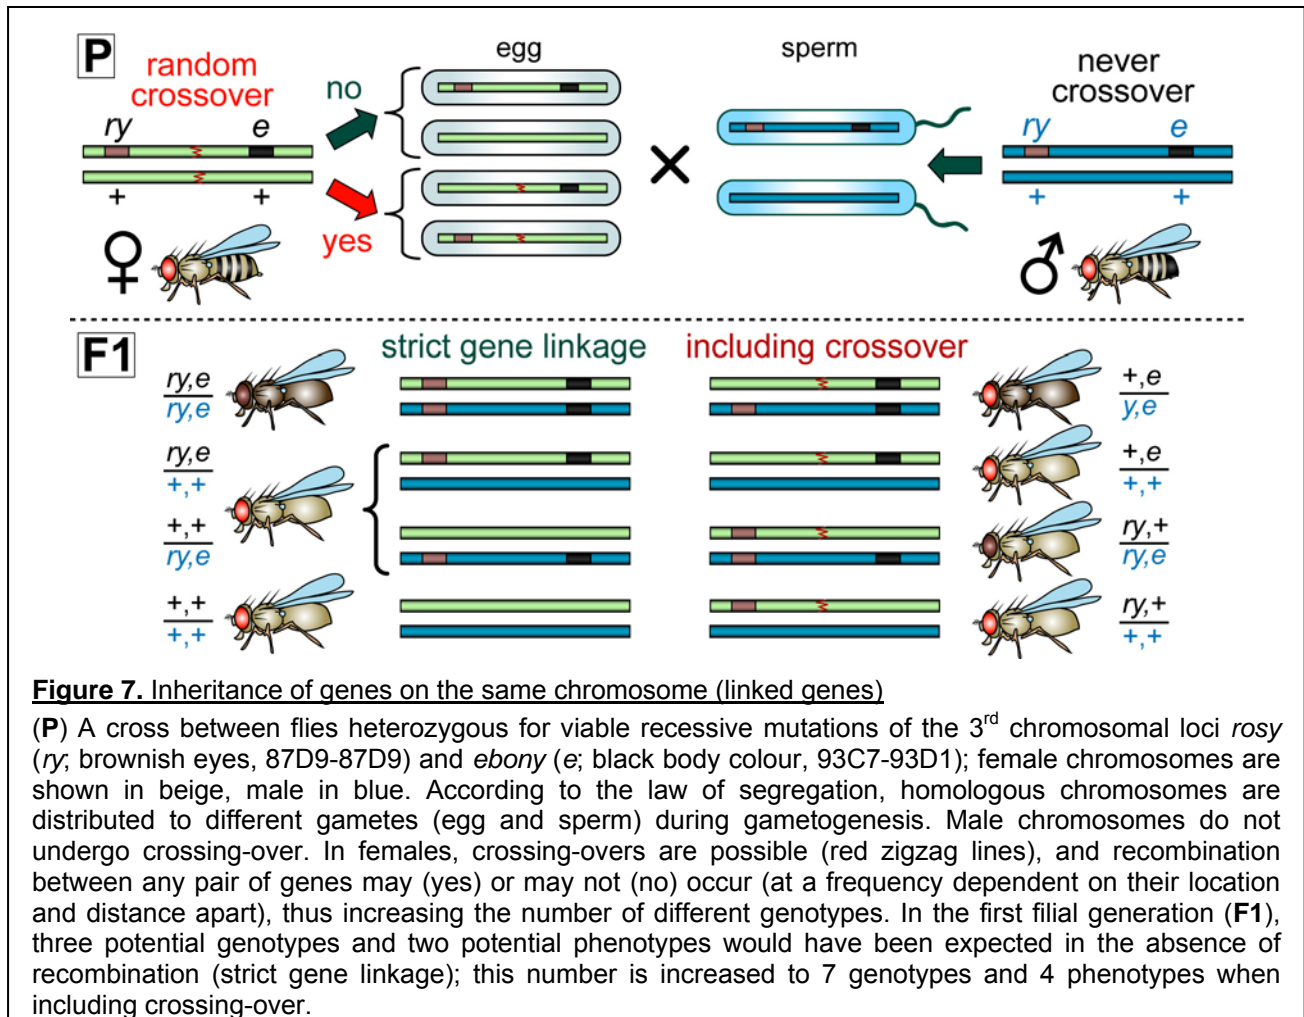 P
random
crossover
no
egg
sperm
never
crossover
ry e
+ +
yes
ry e
+ +
F1
strict gene linkage
including crossover
ry,e
ry,e
ry,e
+,+
+,+
ry,e
+,+
+,+
+,e
y,e
+,e
+,+
ry,+
ry,e
ry,+
+,+
Figure 7. Inheritance of genes on the same chromosome (linked genes)
(P) A cross between flies heterozygous for viable recessive mutations of the 3rd chromosomal loci rosy
(ry; brownish eyes, 87D9-87D9) and ebony (e; black body colour, 93C7-93D1); female chromosomes are
shown in beige, male in blue. According to the law of segregation, homologous chromosomes are
distributed to different gametes (egg and sperm) during gametogenesis. Male chromosomes do not
undergo crossing-over. In females, crossing-overs are possible (red zigzag lines), and recombination
between any pair of genes may (yes) or may not (no) occur (at a frequency dependent on their location
and distance apart), thus increasing the number of different genotypes. In the first filial generation (F1),
three potential genotypes and two potential phenotypes would have been expected in the absence of
recombination (strict gene linkage); this number is increased to 7 genotypes and 4 phenotypes when
including crossing-over.